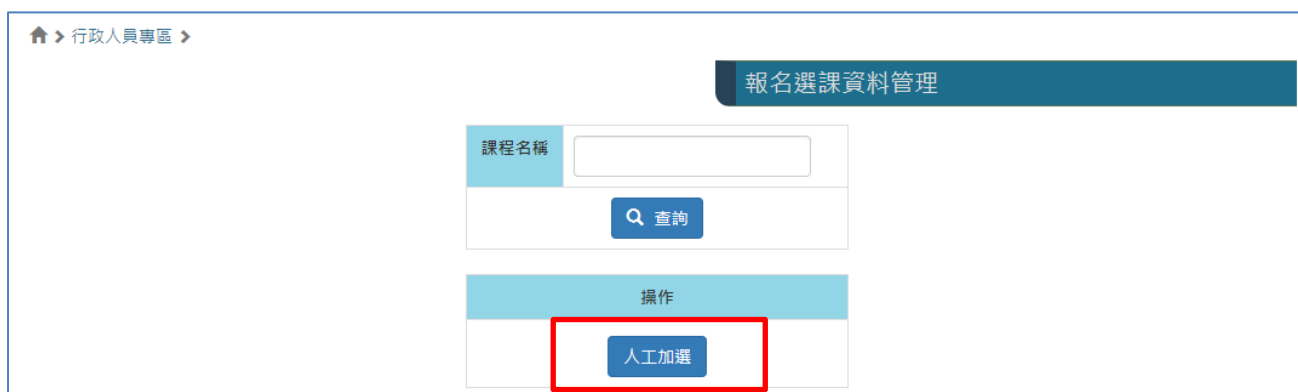 行政人員專區
報名選課資料管理
課程名稱
查詢
操作
人工加選